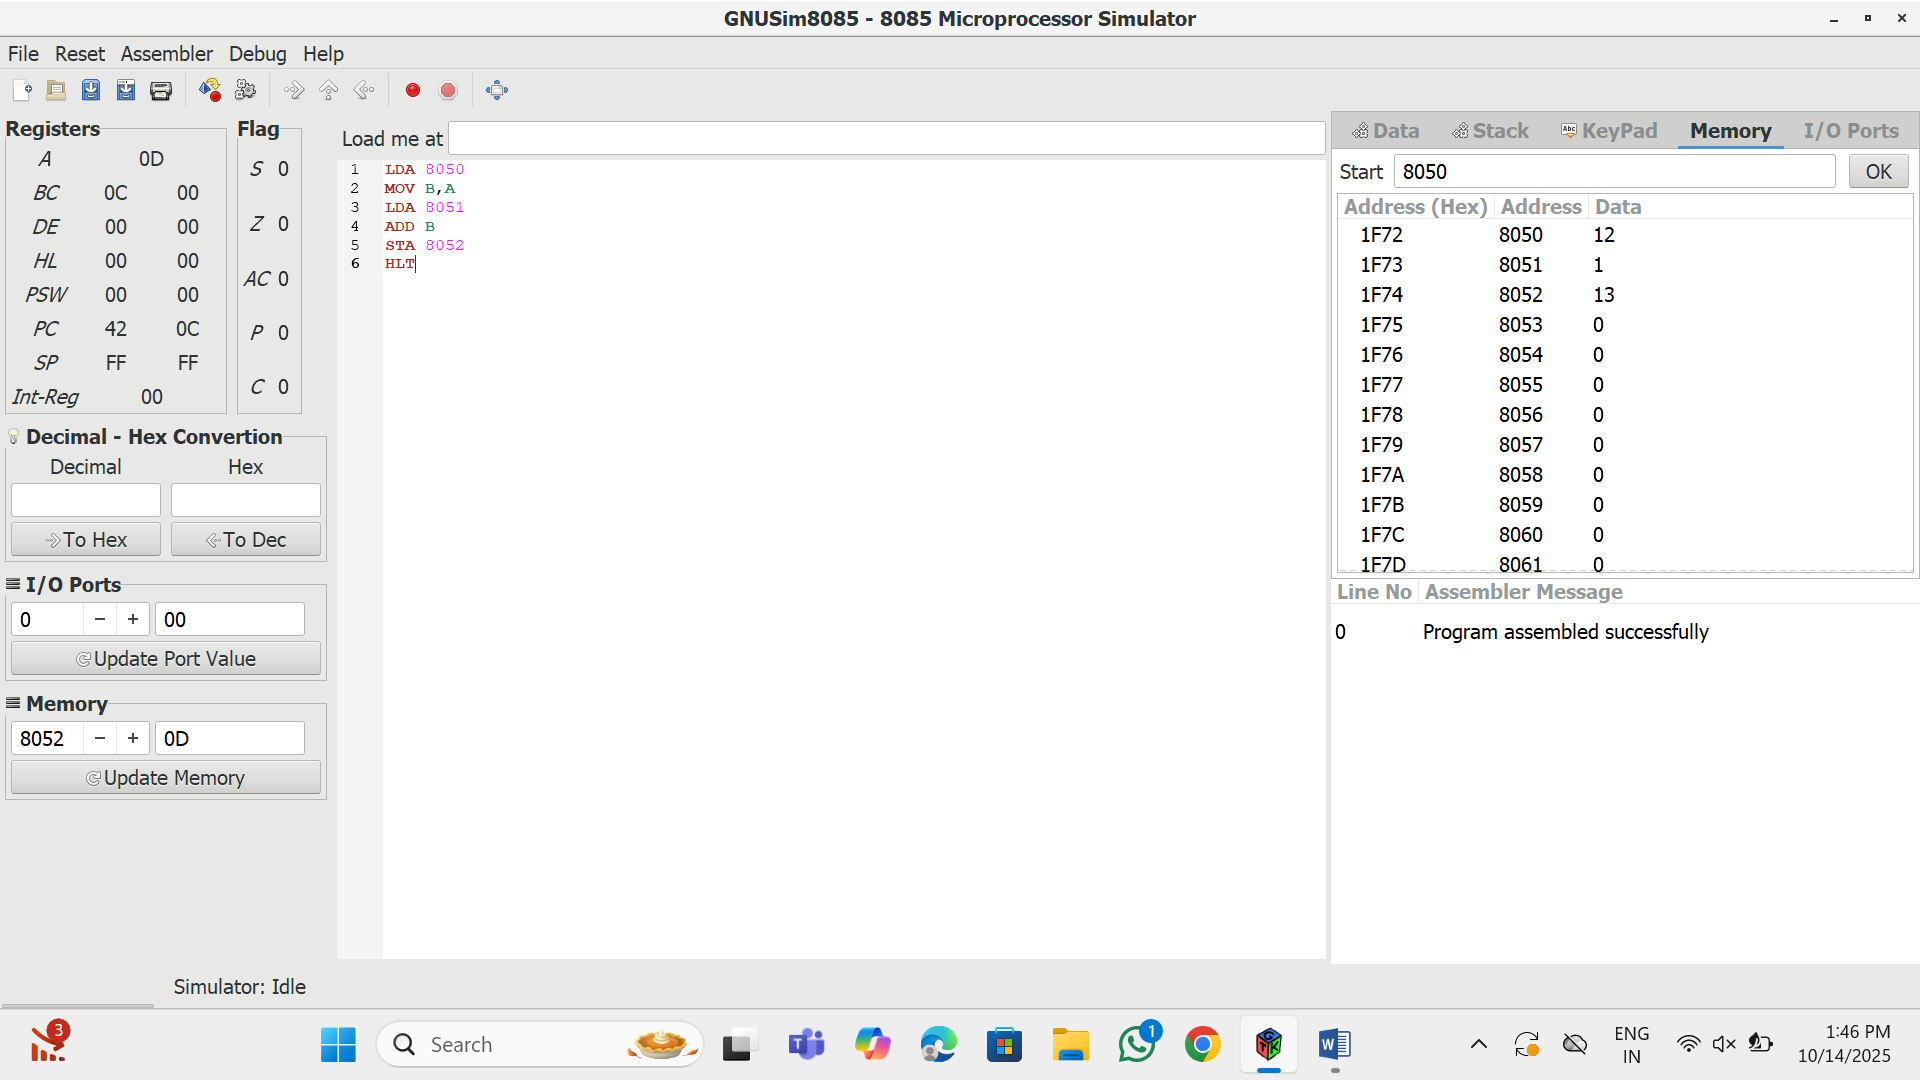 GNUSim8085 - 8085 Microprocessor Simulator
File Reset Assembler Debug Help
Registers
A 0D
BC 0C 00
DE 00 00
HL 00 00
PSW 00 00
PC 42 0C
SP FF FF
Int-Reg 00
Flag
S 0
Z 0
AC 0
P 0
C 0
Decimal - Hex Convertion
Decimal Hex
To Hex To Dec
I/O Ports
0 − + 00
Update Port Value
Memory
8052 − + 0D
Update Memory
Load me at
1 LDA 8050
2 MOV B,A
3 LDA 8051
4 ADD B
5 STA 8052
6 HLT
Data Stack Abc KeyPad Memory I/O Ports
Start 8050 OK
Address (Hex) Address Data
1F72 8050 12
1F73 8051 1
1F74 8052 13
1F75 8053 0
1F76 8054 0
1F77 8055 0
1F78 8056 0
1F79 8057 0
1F7A 8058 0
1F7B 8059 0
1F7C 8060 0
1F7D 8061 0
Line No Assembler Message
0 Program assembled successfully
Simulator: Idle
3
Search
T
1
GTK
W
ENG
IN
1:46 PM
10/14/2025